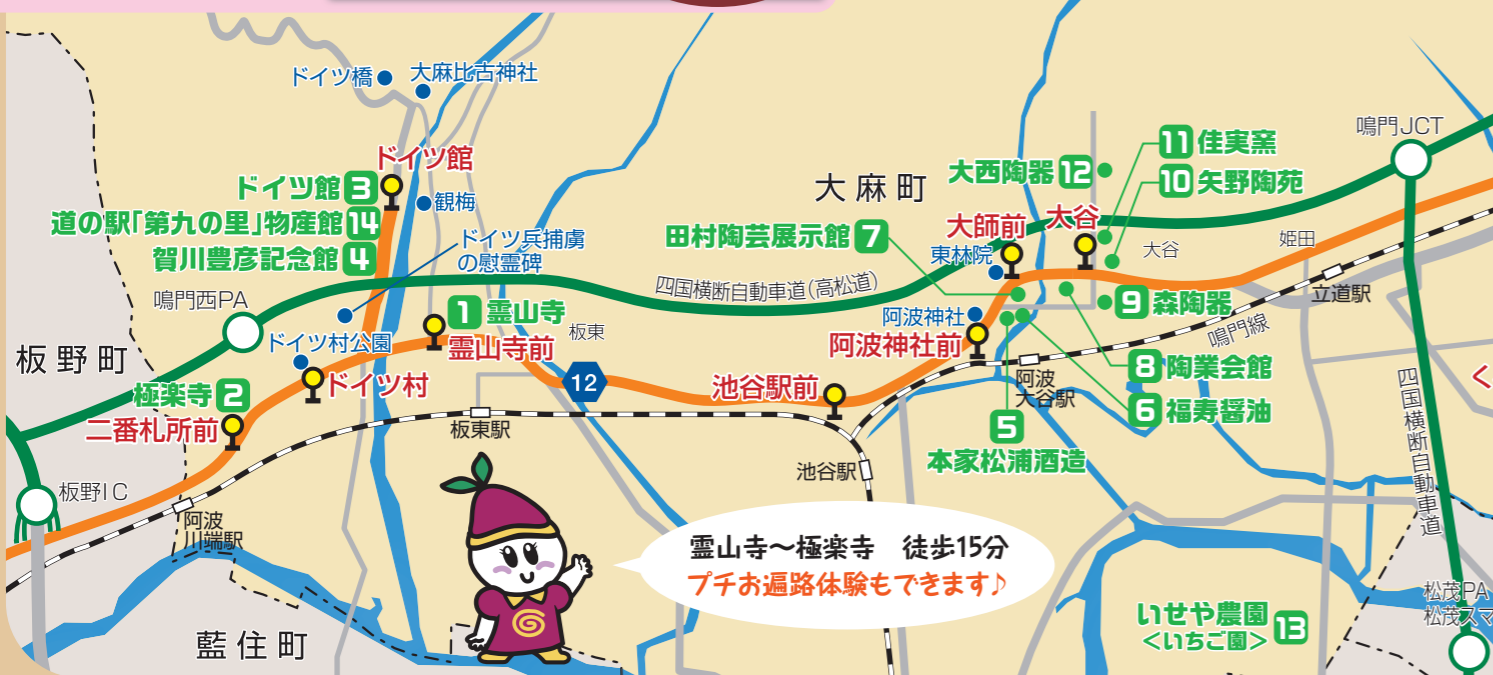 ドイツ橋
大麻比古神社
ドイツ館
ドイツ館 3
道の駅「第九の里」物産館 14
賀川豊彦記念館 4
観梅
ドイツ兵捕虜
の慰霊碑
鳴門西PA
板野町
ドイツ村公園
1 霊山寺
霊山寺前
板東
極楽寺 2
ドイツ村
二番札所前
板野IC
阿波
川端駅
板東駅
12
藍住町
四国横断自動車道(高松道)
大麻町
田村陶芸展示館 7
大西陶器 12
11 佳実窯
10 矢野陶苑
大師前
大谷
東林院
大谷
姫田
鳴門JCT
立道駅
鳴門線
9 森陶器
阿波神社
阿波神社前
池谷駅前
阿波
大谷駅
8 陶業会館
6 福寿醤油
5
本家松浦酒造
池谷駅
四国横断自動車道
く
霊山寺〜極楽寺 徒歩15分
プチお遍路体験もできます♪
いせや農園 13
<いちご園>
松茂PA
松茂スマ